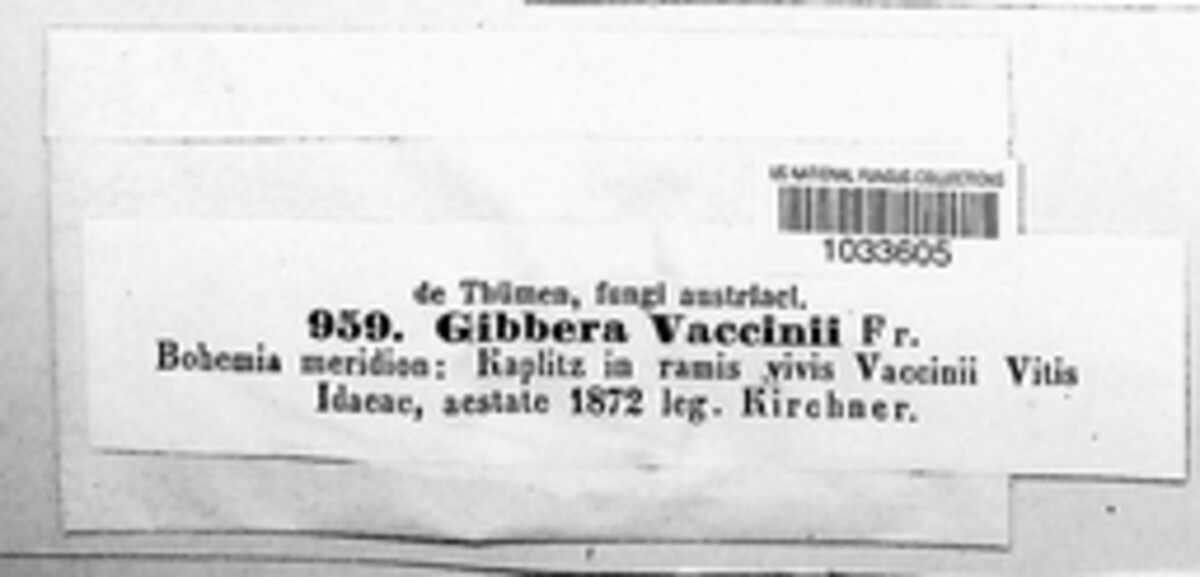 US NATIONAL FUNGUS COLLECTIONS
1033605
de Thümen, fungi austriaci.
959. Gibbera Vaccinii Fr.
Bohemia meridion: Kaplitz in ramis vivis Vaccinii Vitis
Idaeae, aestate 1872 leg. Kirchner.